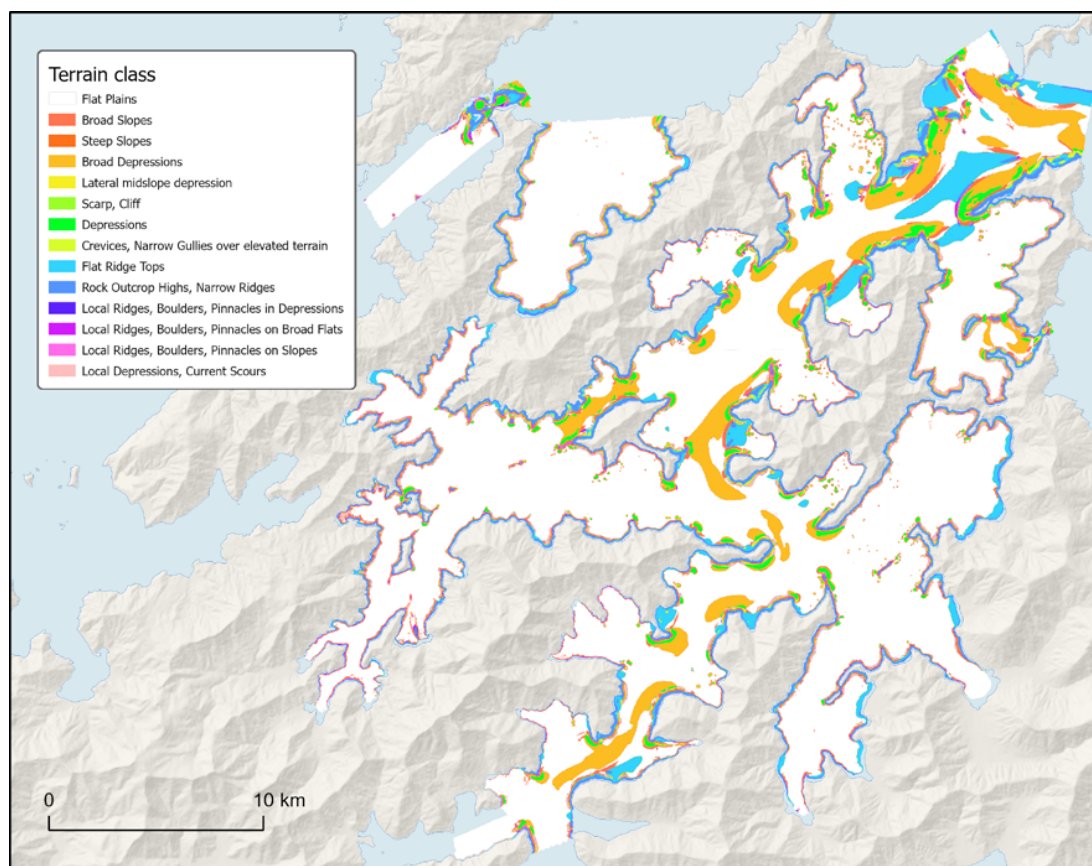 Terrain class
Flat Plains
Broad Slopes
Steep Slopes
Broad Depressions
Lateral midslope depression
Scarp, Cliff
Depressions
Crevices, Narrow Gullies over elevated terrain
Flat Ridge Tops
Rock Outcrop Highs, Narrow Ridges
Local Ridges, Boulders, Pinnacles in Depressions
Local Ridges, Boulders, Pinnacles on Broad Flats
Local Ridges, Boulders, Pinnacles on Slopes
Local Depressions, Current Scours
0 10 km